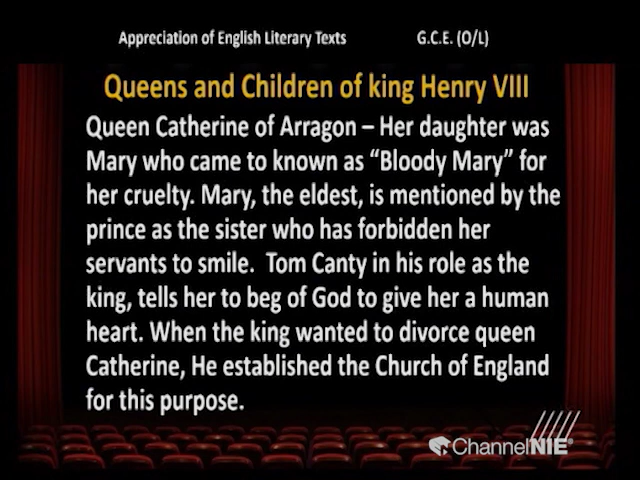 Appreciation of English Literary Texts G.C.E. (O/L)
Queens and Children of king Henry VIII
Queen Catherine of Arragon – Her daughter was
Mary who came to known as “Bloody Mary” for
her cruelty. Mary, the eldest, is mentioned by the
prince as the sister who has forbidden her
servants to smile. Tom Canty in his role as the
king, tells her to beg of God to give her a human
heart. When the king wanted to divorce queen
Catherine, He established the Church of England
for this purpose.
ChannelNIE